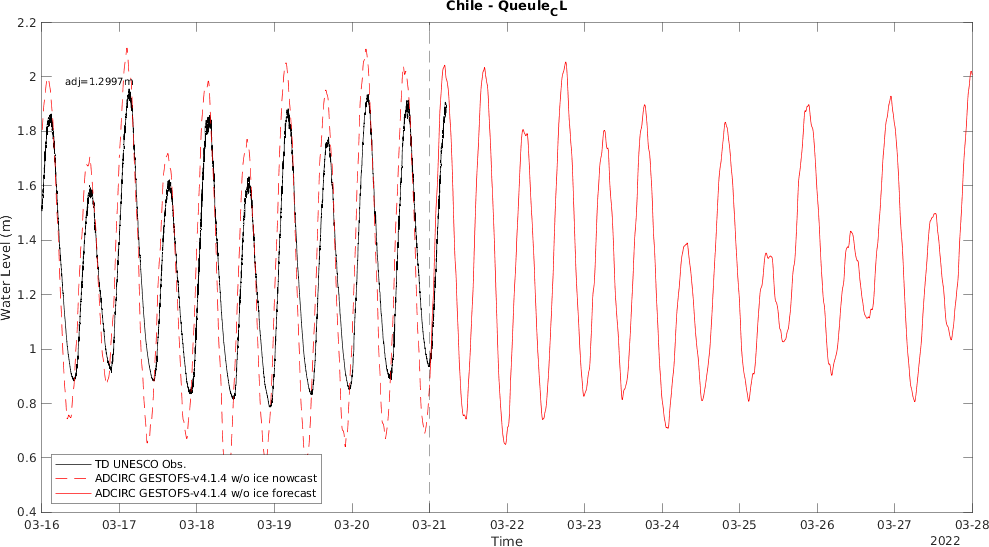 Chile - Queule_CL
adj=1.2997m
Water Level (m)
2.2
2
1.8
1.6
1.4
1.2
1
0.8
0.6
0.4
TD UNESCO Obs.
ADCIRC GESTOFS-v4.1.4 w/o ice nowcast
ADCIRC GESTOFS-v4.1.4 w/o ice forecast
03-16 03-17 03-18 03-19 03-20 03-21 03-22 03-23 03-24 03-25 03-26 03-27 03-28
Time
2022